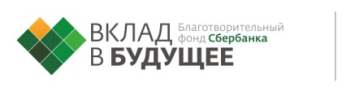 ВКЛАД
В БУДУЩЕЕ
Благотворительный
фонд Сбербанка